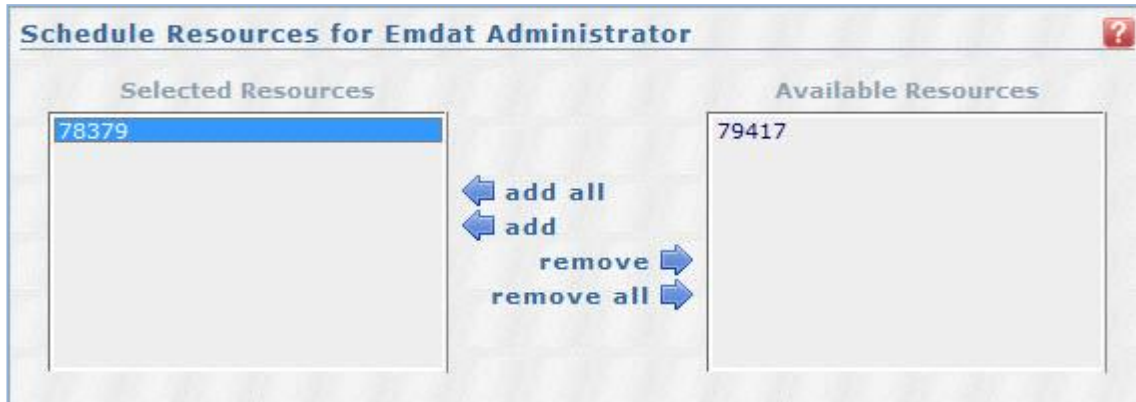 Schedule Resources for Emdat Administrator
?
Selected Resources
Available Resources
78379
79417
add all
add
remove
remove all